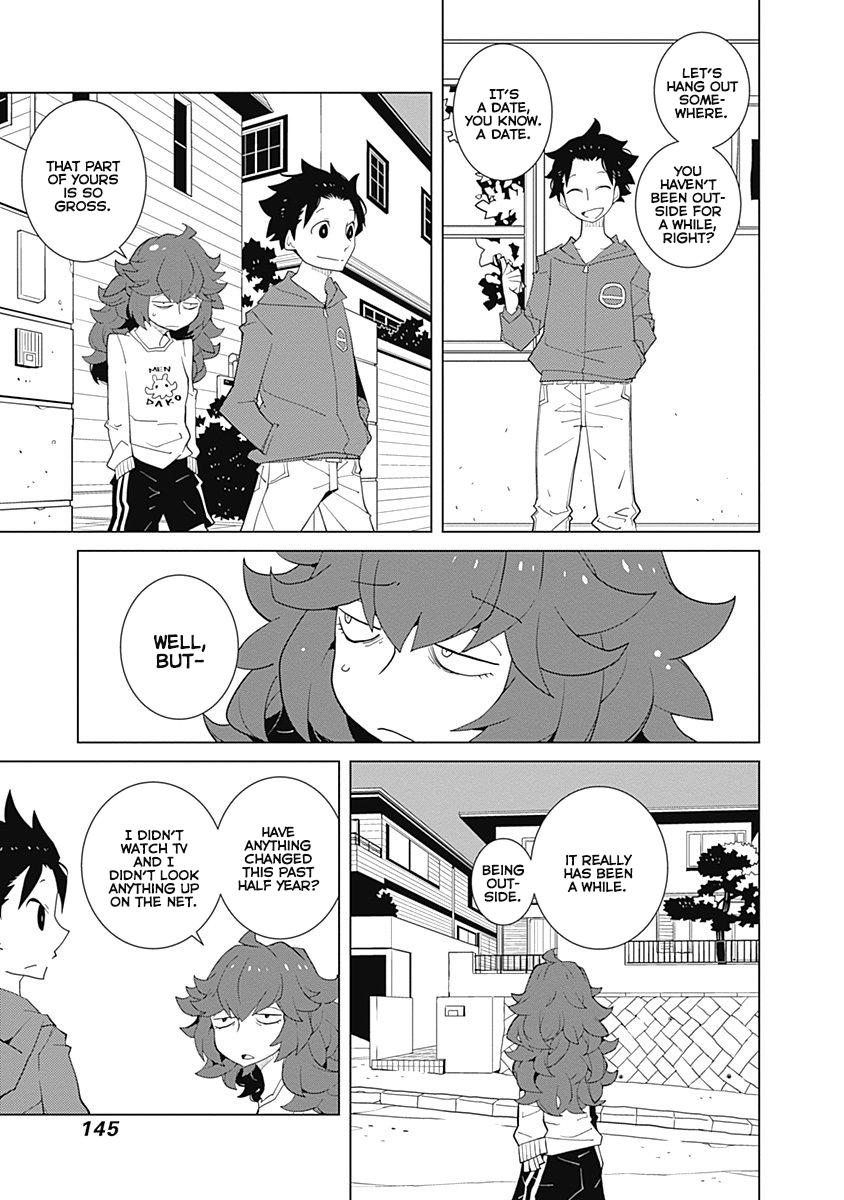 LET'S
HANG OUT
SOME-
WHERE.
YOU
HAVEN'T
BEEN OUT-
SIDE FOR
A WHILE,
RIGHT?
IT'S
A DATE,
YOU KNOW.
A DATE.
THAT PART
OF YOURS
IS SO
GROSS.
MEN
DAKO
WELL,
BUT-
IT REALLY
HAS BEEN
A WHILE.
BEING
OUT-
SIDE.
HAVE
ANYTHING
CHANGED
THIS PAST
HALF YEAR?
I DIDN'T
WATCH TV
AND I
DIDN'T LOOK
ANYTHING UP
ON THE NET.
145